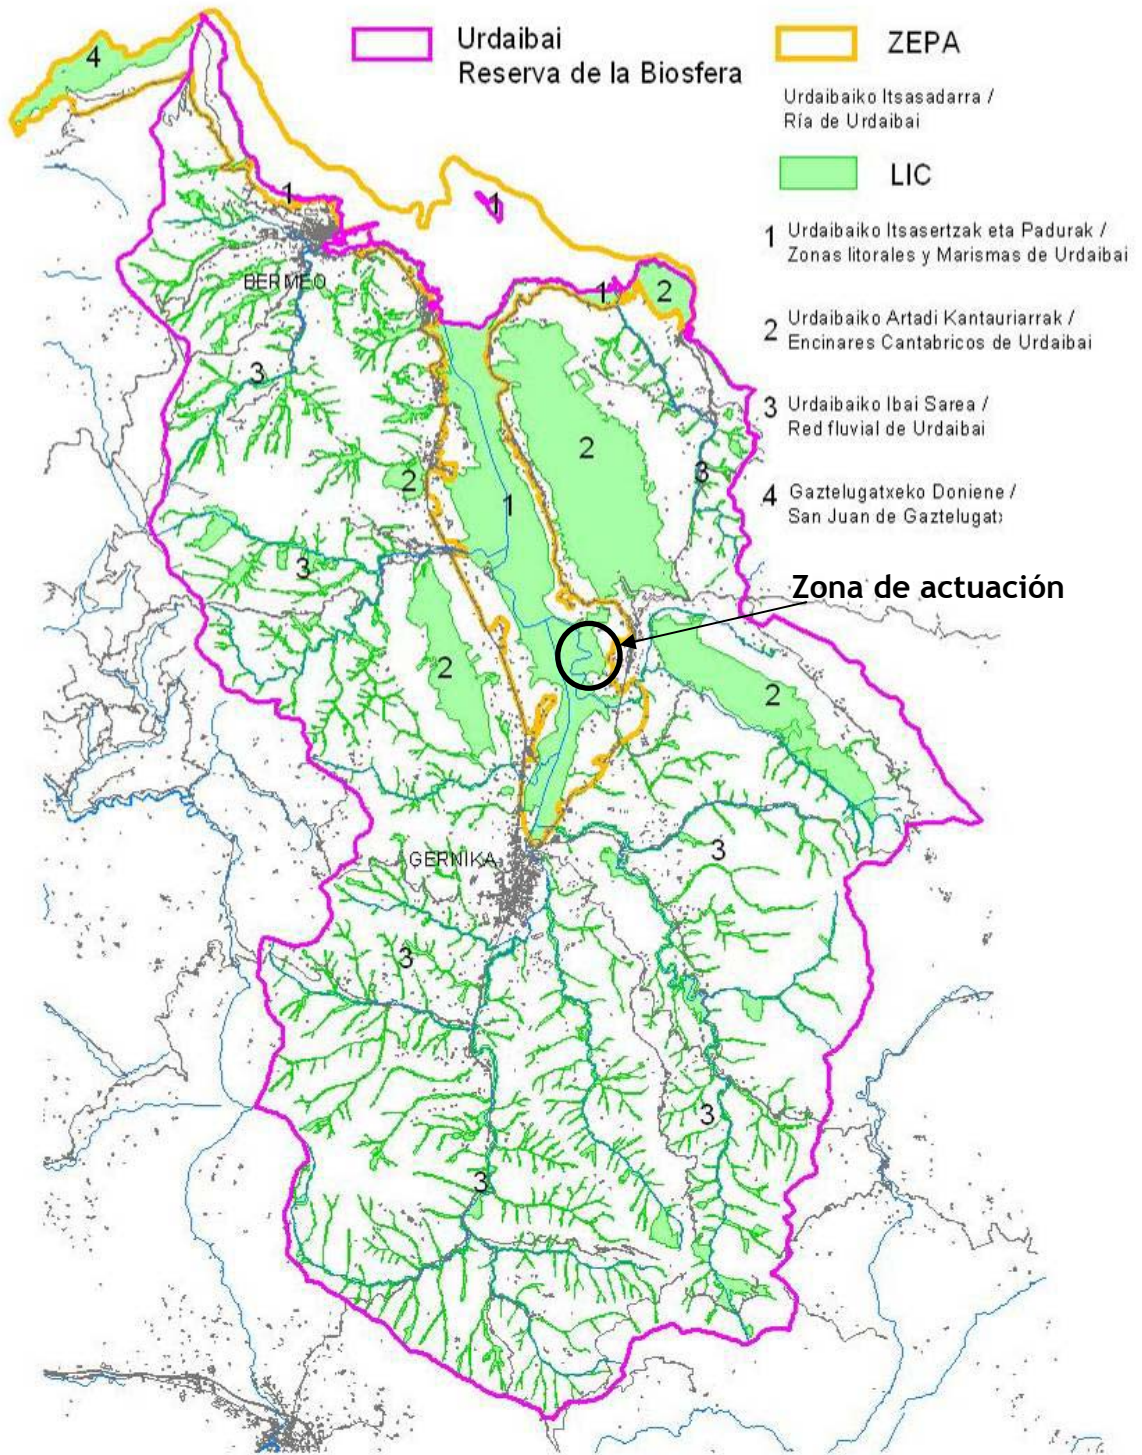 Urdaibai
Reserva de la Biosfera
ZEPA
Urdaibaiko Itsasadarra /
Ría de Urdaibai
LIC
1 Urdaibaiko Itsasertzak eta Padurak /
Zonas litorales y Marismas de Urdaibai
2 Urdaibaiko Artadi Kantauriarrak /
Encinares Cantabricos de Urdaibai
3 Urdaibaiko Ibai Sarea /
Red fluvial de Urdaibai
4 Gaztelugatxeko Doniene /
San Juan de Gaztelugat
Zona de actuación
4
1
1
1
2
BERMEO
3
2
3
2
1
3
2
2
GERNIKA
3
3
3
3